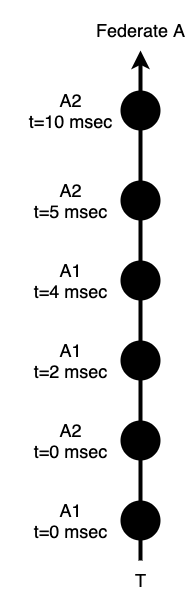 Federate A
A2
t=10 msec
A2
t=5 msec
A1
t=4 msec
A1
t=2 msec
A2
t=0 msec
A1
t=0 msec
T